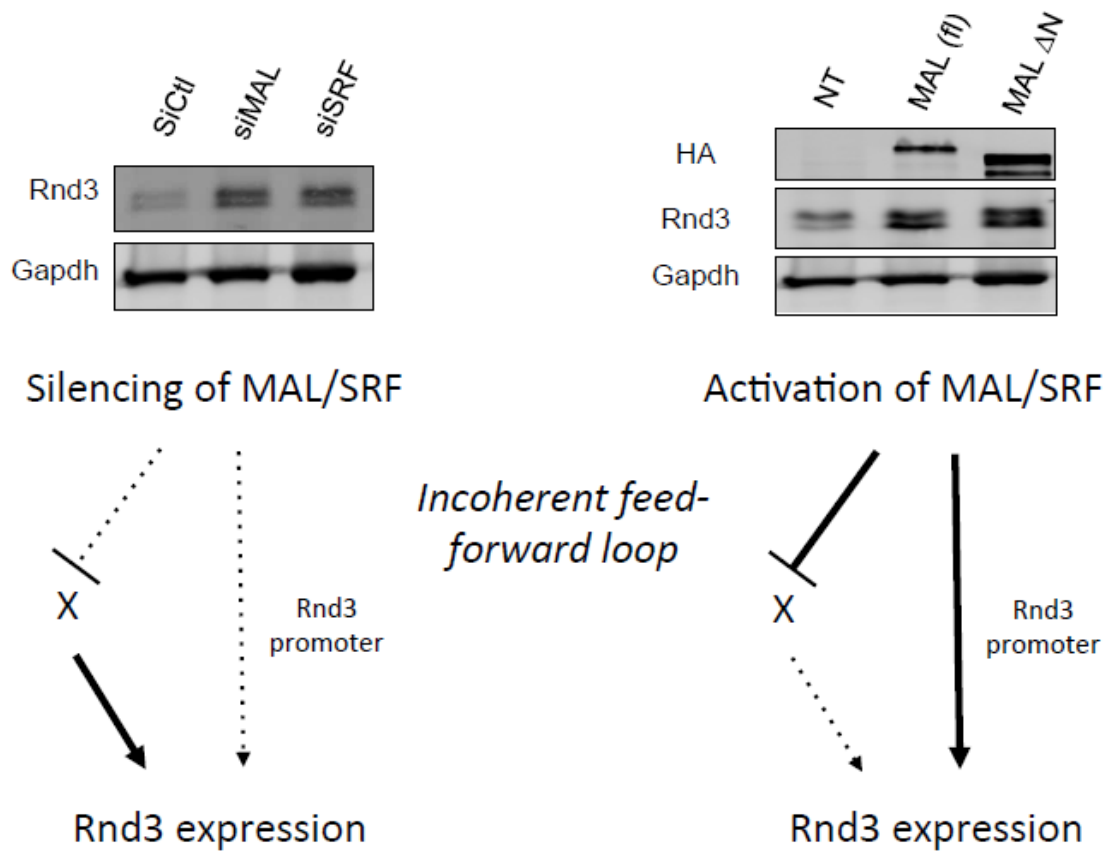 SiCtl siMAL siSRF
Rnd3
Gapdh
NT MAL (fl) MAL ΔN
HA
Rnd3
Gapdh
Silencing of MAL/SRF
Activation of MAL/SRF
Incoherent feed-
forward loop
X
Rnd3
promoter
X
Rnd3
promoter
Rnd3 expression
Rnd3 expression